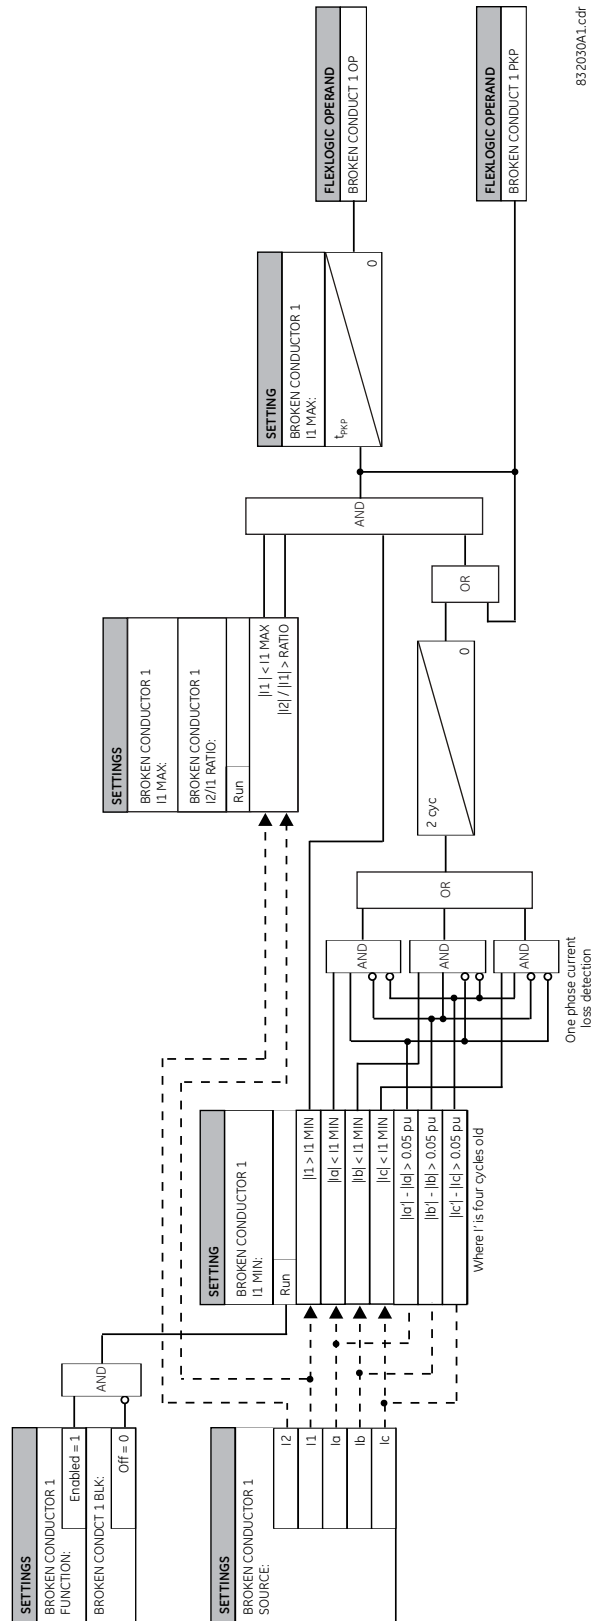 SETTINGS
BROKEN CONDUCTOR 1
FUNCTION:
Enabled = 1
BROKEN CONDCT 1 BLK:
Off = 0
AND
SETTINGS
BROKEN CONDUCTOR 1
SOURCE:
I2
I1
Ia
Ib
Ic
SETTING
BROKEN CONDUCTOR 1
I1 MIN:
Run
|I1 > I1 MIN
|Ia| < I1 MIN
|Ib| < I1 MIN
|Ic| < I1 MIN
|Ia'| - |Ia| > 0.05 pu
|Ib'| - |Ib| > 0.05 pu
|Ic'| - |Ic| > 0.05 pu
Where I' is four cycles old
SETTINGS
BROKEN CONDUCTOR 1
I1 MAX:
BROKEN CONDUCTOR 1
I2/I1 RATIO:
Run
|I1| < I1 MAX
|I2| / |I1| > RATIO
AND
AND
AND
One phase current
loss detection
OR
2 cyc
0
OR
AND
SETTING
BROKEN CONDUCTOR 1
I1 MAX:
tPKP
0
FLEXLOGIC OPERAND
BROKEN CONDUCT 1 OP
FLEXLOGIC OPERAND
BROKEN CONDUCT 1 PKP
832030A1.cdr